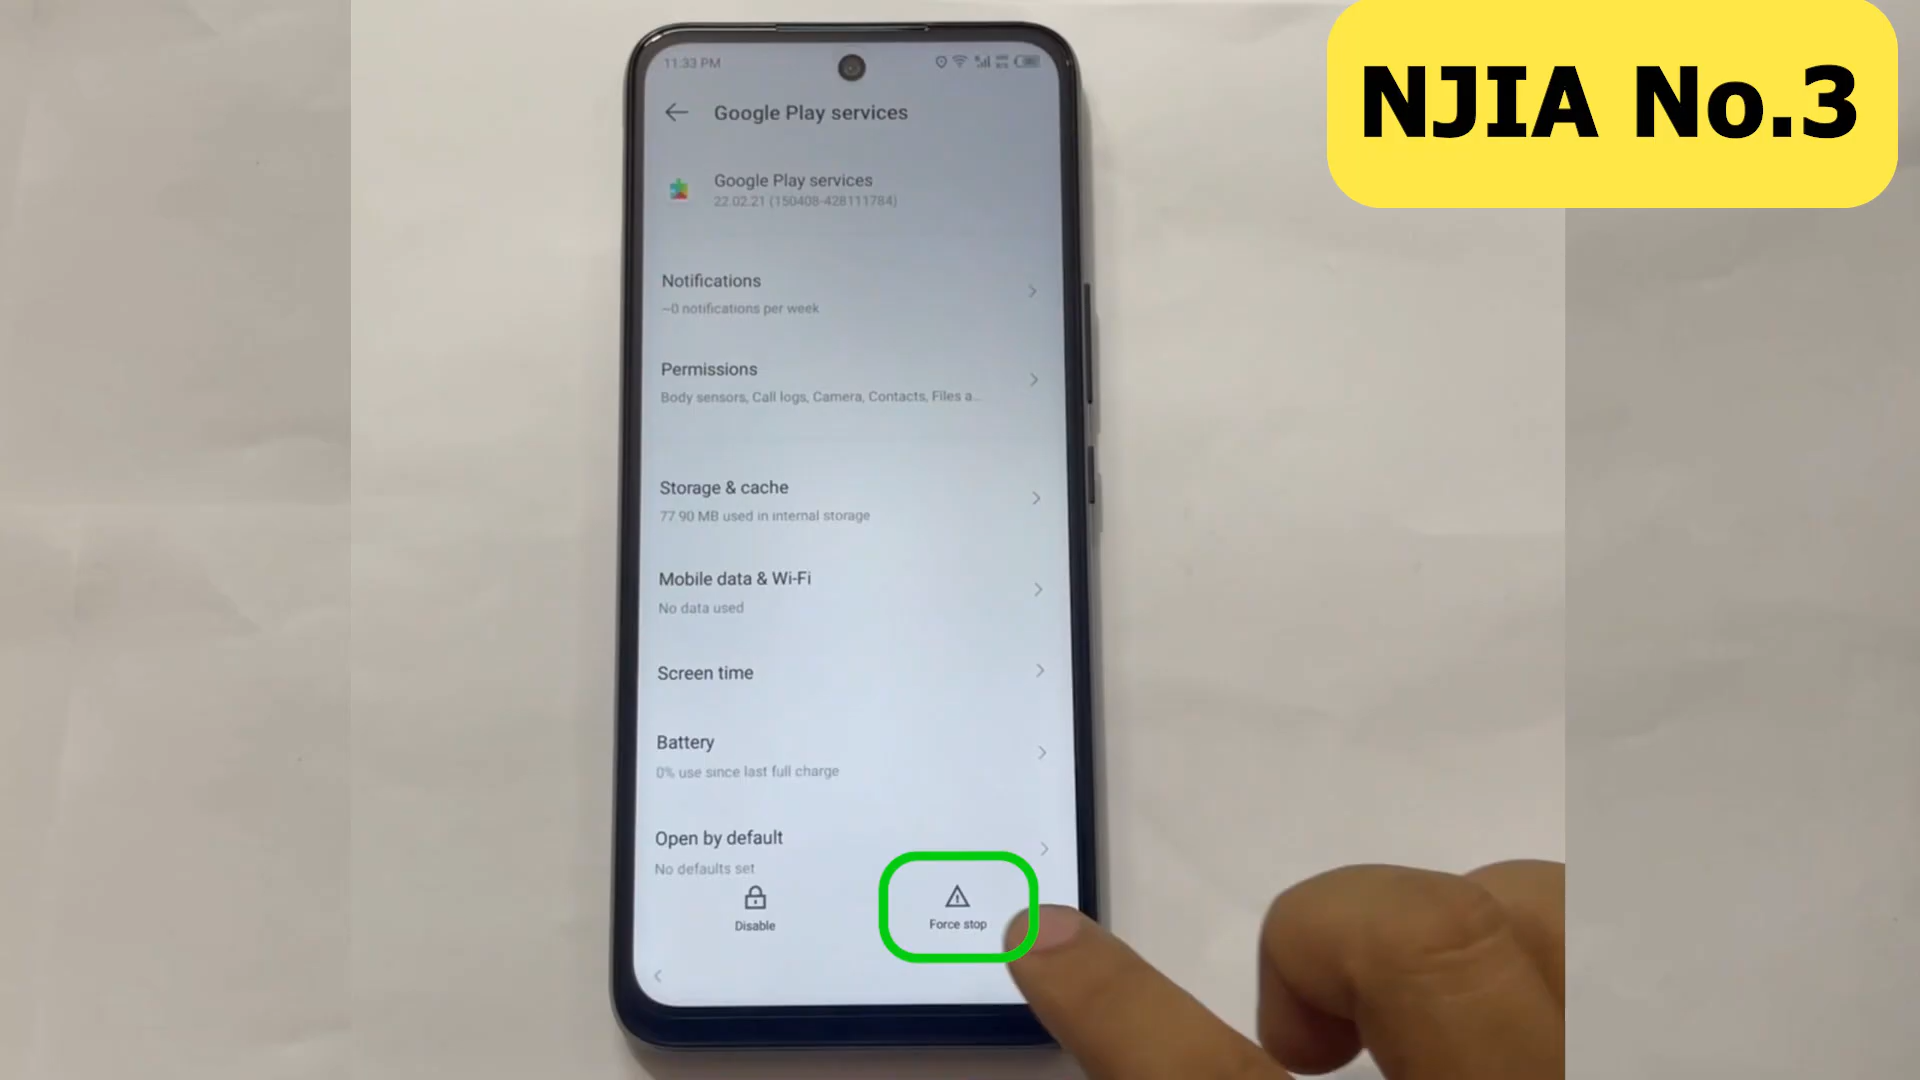 NJIA No.3
11:33 PM
Google Play services
Google Play services
22.02.21 (150408-428111784)
Notifications
~0 notifications per week
Permissions
Body sensors, Call logs, Camera, Contacts, Files a...
Storage & cache
77.90 MB used in internal storage
Mobile data & Wi-Fi
No data used
Screen time
Battery
0% use since last full charge
Open by default
No defaults set
Disable
Force stop